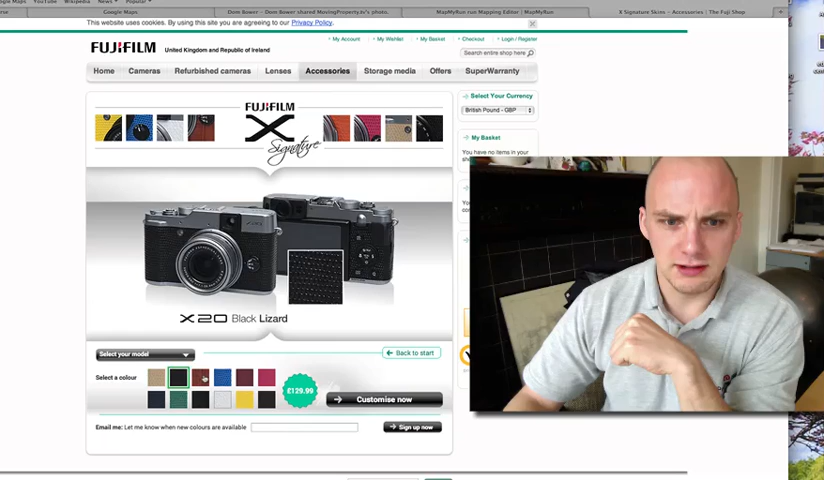 Google Maps
YouTube
Wikipedia
News
Popular
Google Maps
Dom Bower – Dom Bower shared MovingProperty.tv's photo.
MapMyRun run Mapping Editor | MapMyRun
X Signature Skins – Accessories | The Fuji Shop
This website uses cookies. By using this site you are agreeing to our Privacy Policy.
FUJIFILM
United Kingdom and Republic of Ireland
My Account
My Wishlist
My Basket
Checkout
Login / Register
Search entire shop here
Home
Cameras
Refurbished cameras
Lenses
Accessories
Storage media
Offers
SuperWarranty
FUJIFILM
X
Signature
Select Your Currency
British Pound - GBP
My Basket
You have no items in your
X20 Black Lizard
Select your model
Back to start
Select a colour
£129.99
Customise now
Email me: Let me know when new colours are available
Sign up now